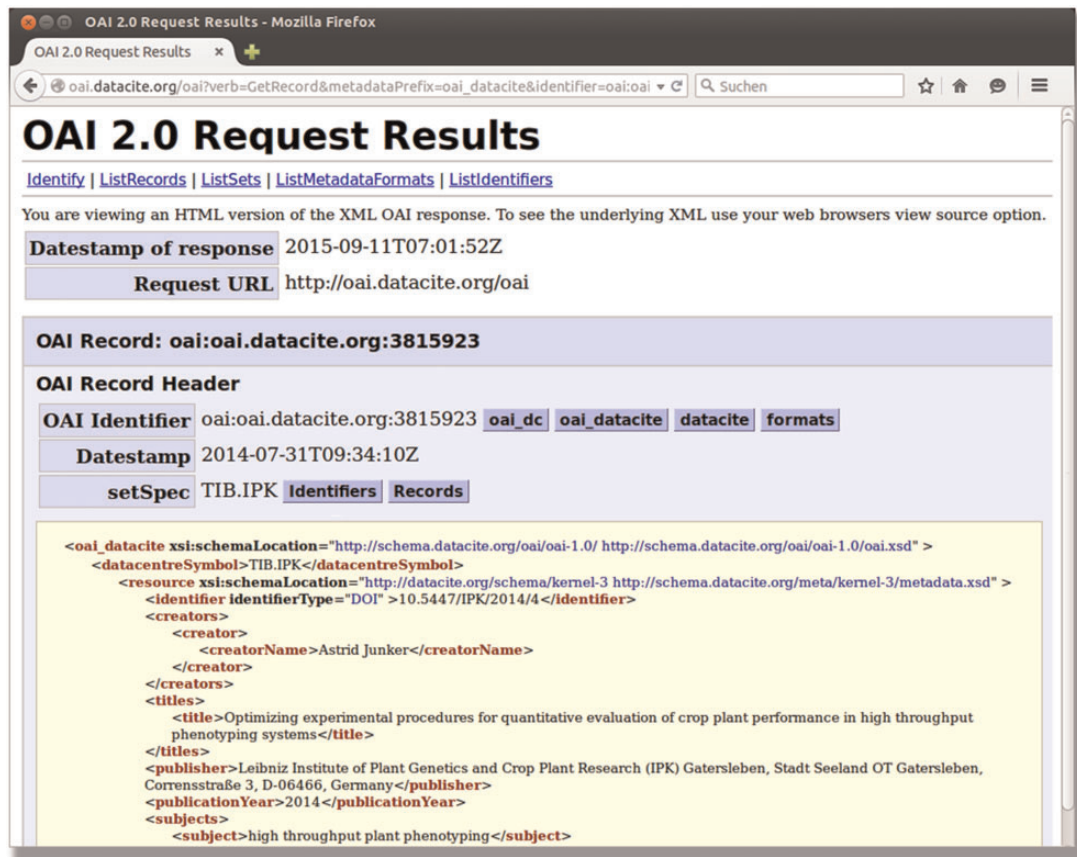 OAI 2.0 Request Results - Mozilla Firefox
OAI 2.0 Request Results ×
oai.datacite.org/oai?verb=GetRecord&metadataPrefix=oai_datacite&identifier=oai:oai Suchen
OAI 2.0 Request Results
Identify | ListRecords | ListSets | ListMetadataFormats | ListIdentifiers
You are viewing an HTML version of the XML OAI response. To see the underlying XML use your web browsers view source option.
Datestamp of response 2015-09-11T07:01:52Z
Request URL http://oai.datacite.org/oai
OAI Record: oai:oai.datacite.org:3815923
OAI Record Header
OAI Identifier oai:oai.datacite.org:3815923 oai_dc oai_datacite datacite formats
Datestamp 2014-07-31T09:34:10Z
setSpec TIB.IPK Identifiers Records
<oai_datacite xsi:schemaLocation="http://schema.datacite.org/oai/oai-1.0/ http://schema.datacite.org/oai/oai-1.0/oai.xsd" >
<datacentreSymbol>TIB.IPK</datacentreSymbol>
<resource xsi:schemaLocation="http://datacite.org/schema/kernel-3 http://schema.datacite.org/meta/kernel-3/metadata.xsd" >
<identifier identifierType="DOI" >10.5447/IPK/2014/4</identifier>
<creators>
<creator>
<creatorName>Astrid Junker</creatorName>
</creator>
</creators>
<titles>
<title>Optimizing experimental procedures for quantitative evaluation of crop plant performance in high throughput
phenotyping systems</title>
</titles>
<publisher>Leibniz Institute of Plant Genetics and Crop Plant Research (IPK) Gatersleben, Stadt Seeland OT Gatersleben,
Corrensstraße 3, D-06466, Germany</publisher>
<publicationYear>2014</publicationYear>
<subjects>
<subject>high throughput plant phenotyping</subject>